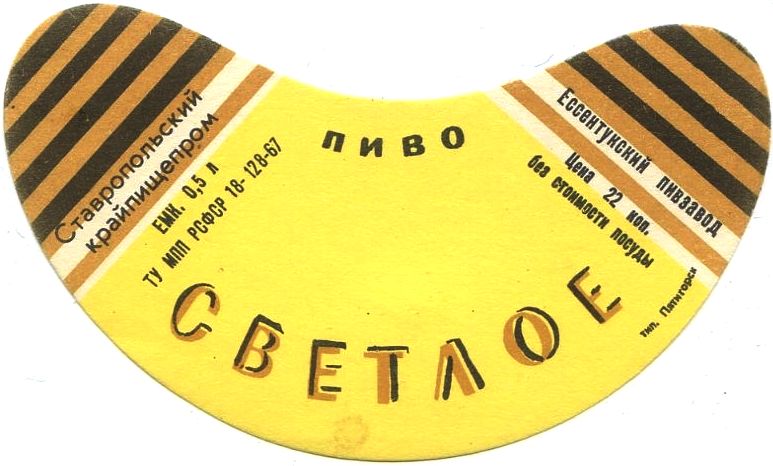 Ставропольский
крайпищепром
ЕМК. 0,5 л
ТУ МПП РСФСР 18-128-67
ПИВО
СВЕТЛОЕ
Ессентукский пивзавод
Цена 22 коп.
без стоимости посуды
тип. Пятигорск